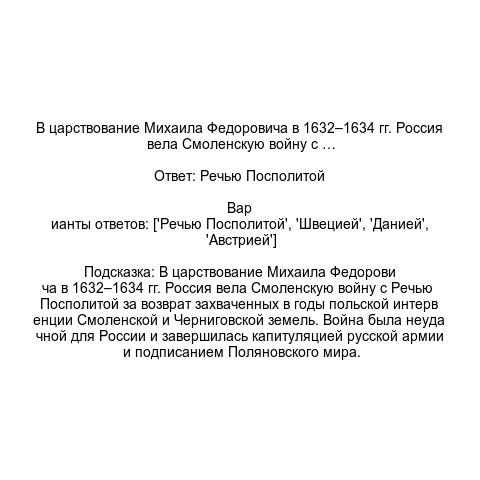 В царствование Михаила Федоровича в 1632–1634 гг. Россия
вела Смоленскую войну с …
Ответ: Речью Посполитой
Вар
ианты ответов: ['Речью Посполитой', 'Швецией', 'Данией',
'Австрией']
Подсказка: В царствование Михаила Федорови
ча в 1632–1634 гг. Россия вела Смоленскую войну с Речью
Посполитой за возврат захваченных в годы польской интерв
енции Смоленской и Черниговской земель. Война была неуда
чной для России и завершилась капитуляцией русской армии
и подписанием Поляновского мира.